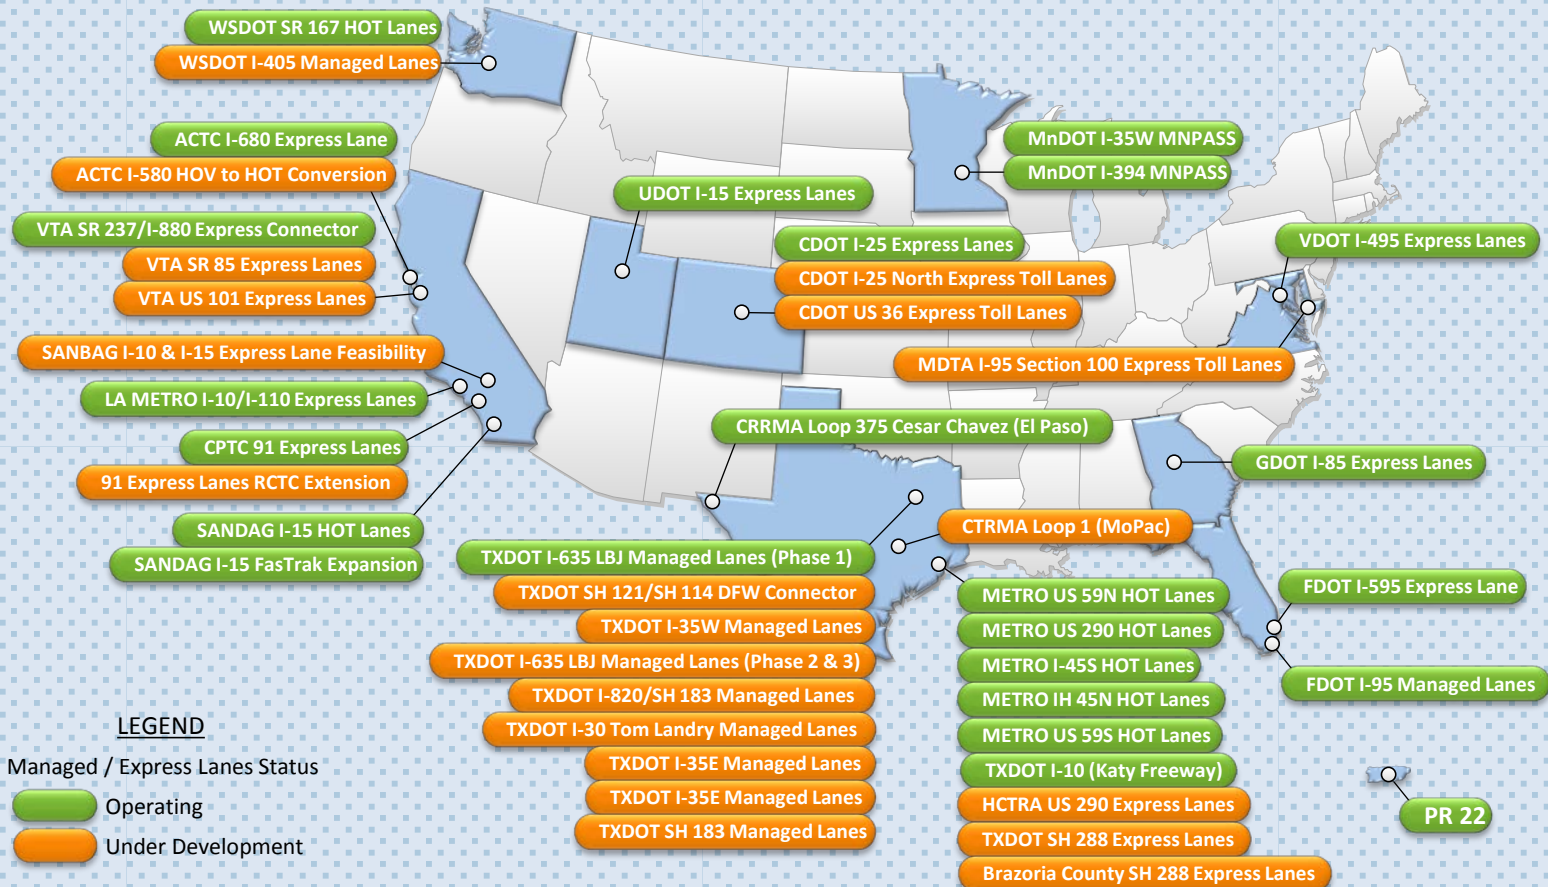 WSDOT SR 167 HOT Lanes
WSDOT I-405 Managed Lanes
ACTC I-680 Express Lane
ACTC I-580 HOV to HOT Conversion
VTA SR 237/I-880 Express Connector
VTA SR 85 Express Lanes
VTA US 101 Express Lanes
SANBAG I-10 & I-15 Express Lane Feasibility
LA METRO I-10/I-110 Express Lanes
CPTC 91 Express Lanes
91 Express Lanes RCTC Extension
SANDAG I-15 HOT Lanes
SANDAG I-15 FasTrak Expansion
UDOT I-15 Express Lanes
CDOT I-25 Express Lanes
CDOT I-25 North Express Toll Lanes
CDOT US 36 Express Toll Lanes
MnDOT I-35W MNPASS
MnDOT I-394 MNPASS
VDOT I-495 Express Lanes
MDTA I-95 Section 100 Express Toll Lanes
CRRMA Loop 375 Cesar Chavez (El Paso)
GDOT I-85 Express Lanes
CTRMA Loop 1 (MoPac)
TXDOT I-635 LBJ Managed Lanes (Phase 1)
TXDOT SH 121/SH 114 DFW Connector
TXDOT I-35W Managed Lanes
TXDOT I-635 LBJ Managed Lanes (Phase 2 & 3)
TXDOT I-820/SH 183 Managed Lanes
TXDOT I-30 Tom Landry Managed Lanes
TXDOT I-35E Managed Lanes
TXDOT I-35E Managed Lanes
TXDOT SH 183 Managed Lanes
METRO US 59N HOT Lanes
METRO US 290 HOT Lanes
METRO I-45S HOT Lanes
METRO IH 45N HOT Lanes
METRO US 59S HOT Lanes
TXDOT I-10 (Katy Freeway)
HCTRA US 290 Express Lanes
TXDOT SH 288 Express Lanes
Brazoria County SH 288 Express Lanes
FDOT I-595 Express Lane
FDOT I-95 Managed Lanes
PR 22
LEGEND
Managed / Express Lanes Status
Operating
Under Development